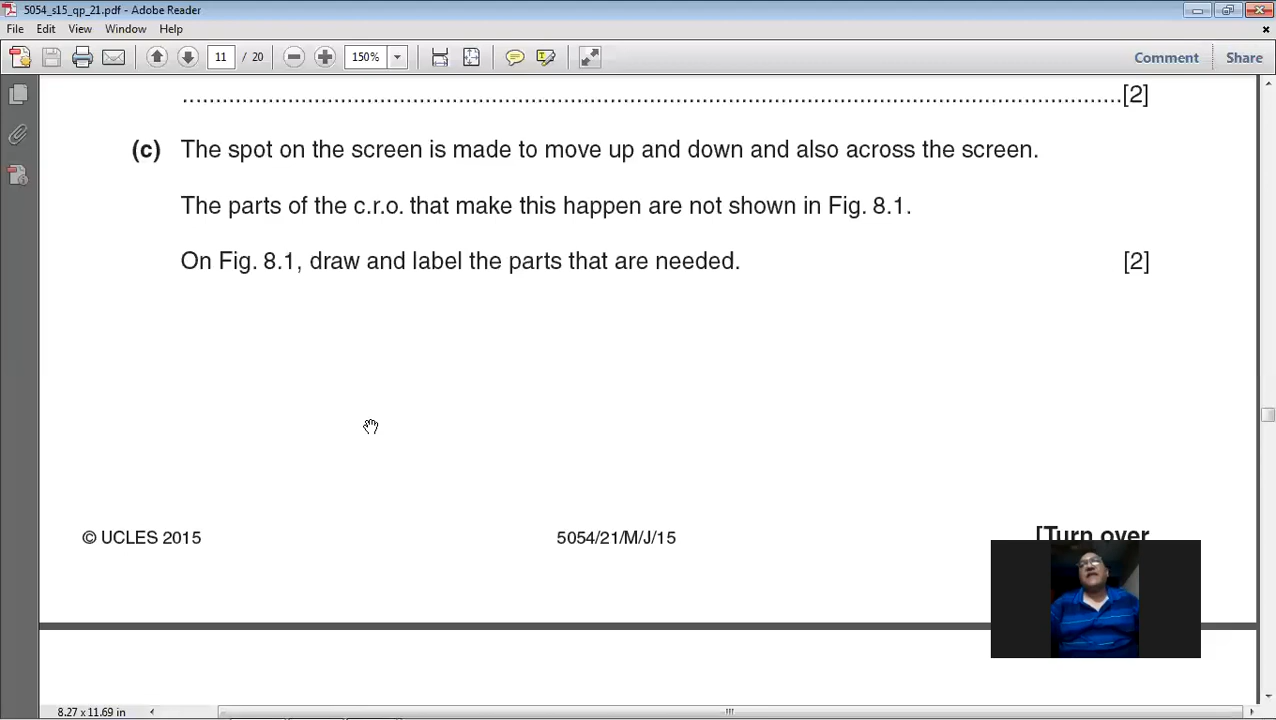 5054_s15_qp_21.pdf - Adobe Reader
File Edit View Window Help
11 / 20 150% Comment Share
[2]
(c) The spot on the screen is made to move up and down and also across the screen.
The parts of the c.r.o. that make this happen are not shown in Fig. 8.1.
On Fig. 8.1, draw and label the parts that are needed. [2]
© UCLES 2015 5054/21/M/J/15 [Turn over
8.27 x 11.69 in